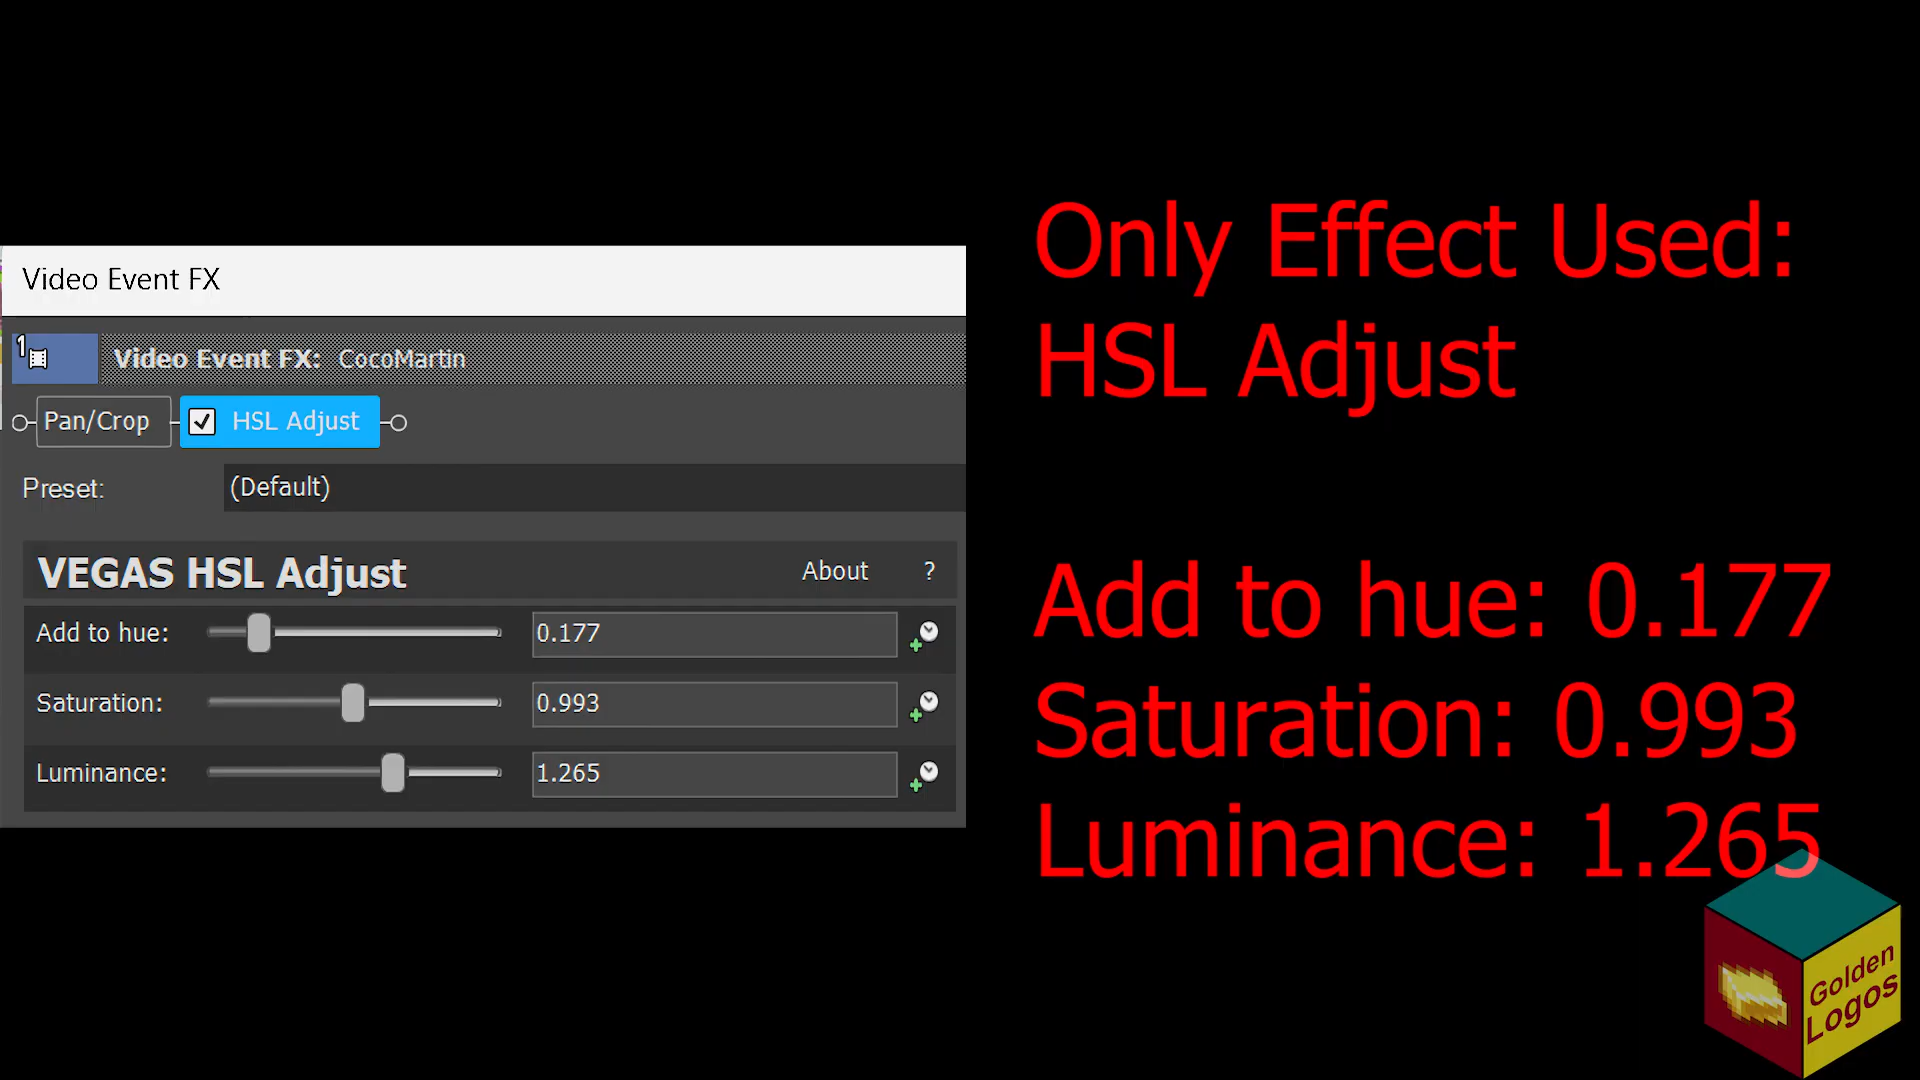 Video Event FX
1
Video Event FX: CocoMartin
Pan/Crop HSL Adjust
Preset: (Default)
VEGAS HSL Adjust About ?
Add to hue: 0.177
Saturation: 0.993
Luminance: 1.265
Only Effect Used:
HSL Adjust
Add to hue: 0.177
Saturation: 0.993
Luminance: 1.265
Golden
Logos